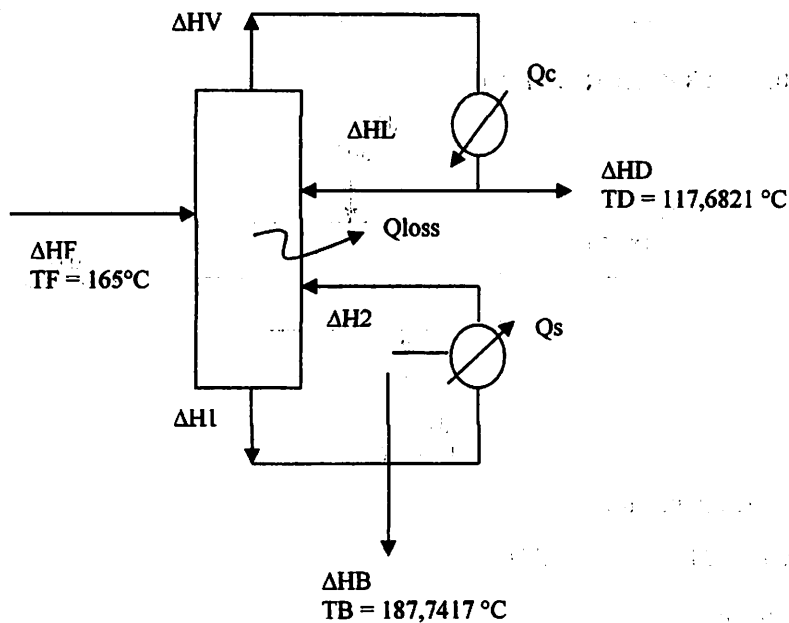 ΔHV
Qc
ΔHL
ΔHD
TD = 117,6821 °C
Qloss
ΔHF
TF = 165°C
ΔH2
Qs
ΔH1
ΔHB
TB = 187,7417 °C